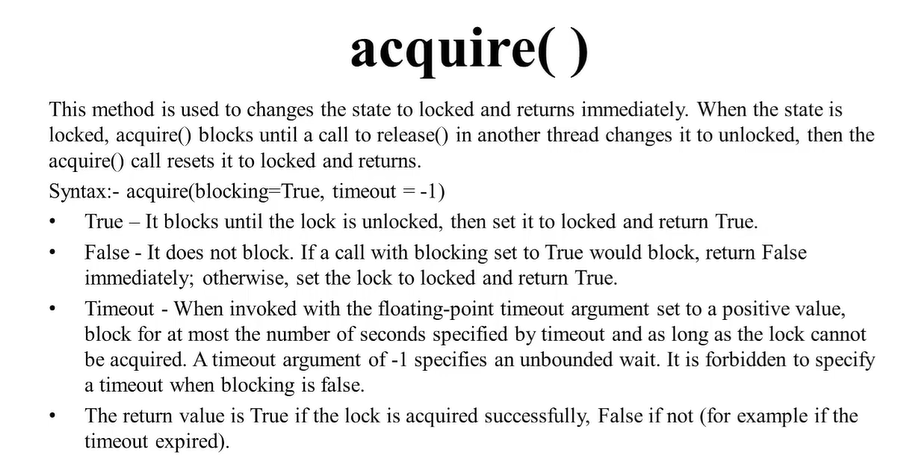 acquire( )
This method is used to changes the state to locked and returns immediately. When the state is
locked, acquire() blocks until a call to release() in another thread changes it to unlocked, then the
acquire() call resets it to locked and returns.
Syntax:- acquire(blocking=True, timeout = -1)
• True – It blocks until the lock is unlocked, then set it to locked and return True.
• False - It does not block. If a call with blocking set to True would block, return False
immediately; otherwise, set the lock to locked and return True.
• Timeout - When invoked with the floating-point timeout argument set to a positive value,
block for at most the number of seconds specified by timeout and as long as the lock cannot
be acquired. A timeout argument of -1 specifies an unbounded wait. It is forbidden to specify
a timeout when blocking is false.
• The return value is True if the lock is acquired successfully, False if not (for example if the
timeout expired).